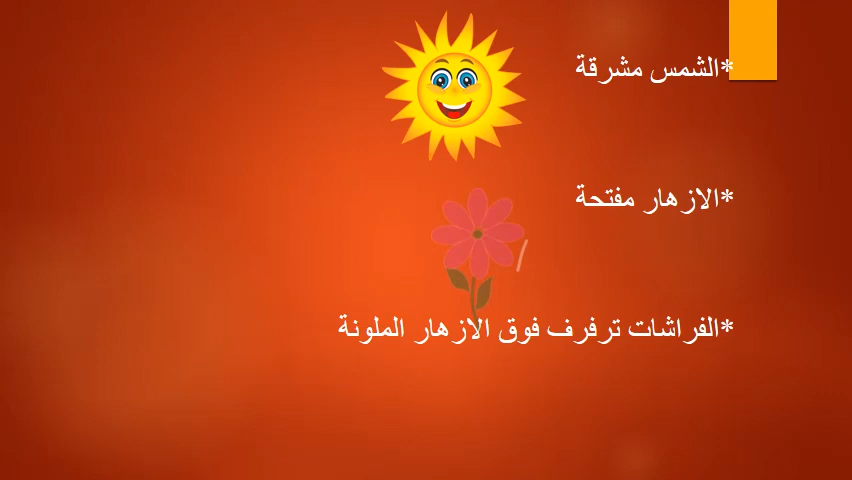 *الشمس مشرقة
*الازهار مفتحة
*الفراشات ترفرف فوق الازهار الملونة